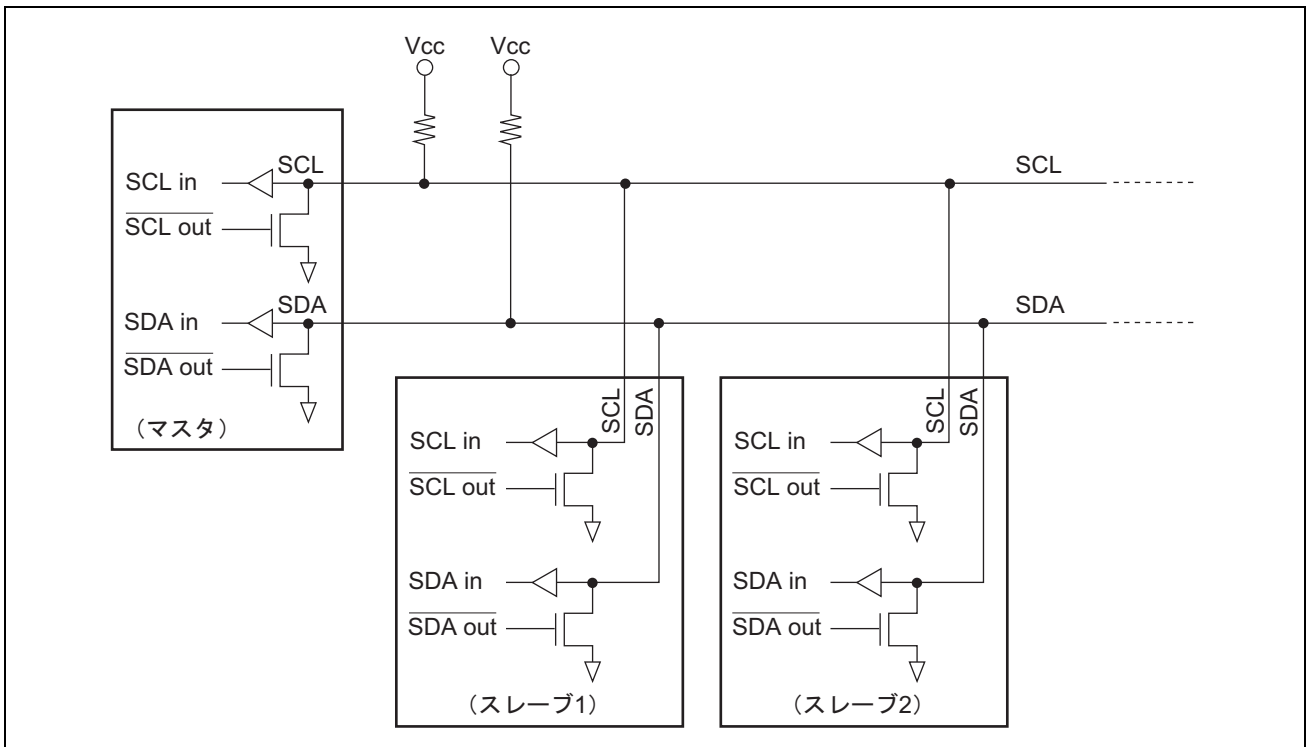 Vcc
Vcc
SCL
SCL in
SCL out
SDA
SDA in
SDA out
（マスタ）
SCL
SDA
SCL
SDA
SCL in
SCL out
SDA in
SDA out
（スレーブ1）
SCL
SDA
SCL in
SCL out
SDA in
SDA out
（スレーブ2）